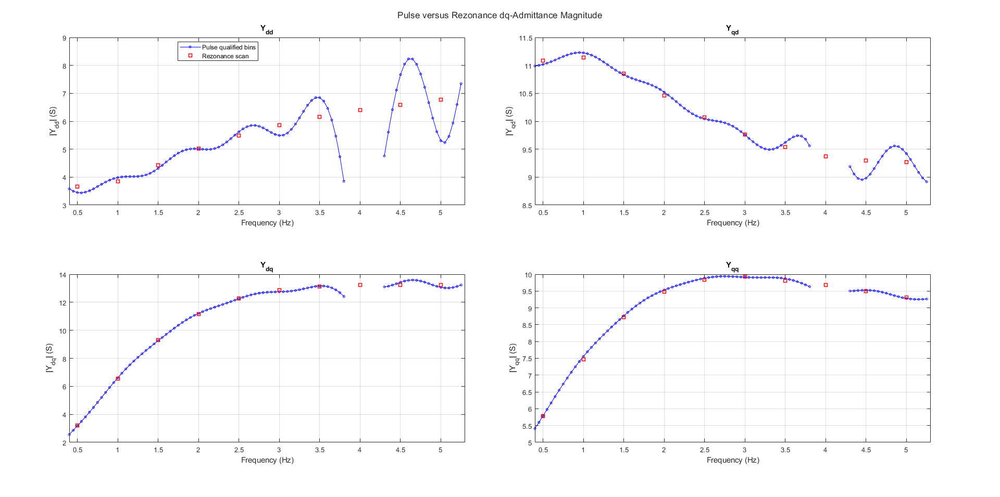 Pulse versus Rezonance dq-Admittance Magnitude
Y_dd
9
8
7
6
5
4
3
|Y_dd| (S)
Pulse qualified bins
Rezonance scan
0.5 1 1.5 2 2.5 3 3.5 4 4.5 5
Frequency (Hz)
Y_qd
11.5
11
10.5
10
9.5
9
8.5
|Y_qd| (S)
0.5 1 1.5 2 2.5 3 3.5 4 4.5 5
Frequency (Hz)
Y_dq
14
12
10
8
6
4
2
|Y_dq| (S)
0.5 1 1.5 2 2.5 3 3.5 4 4.5 5
Frequency (Hz)
Y_qq
10
9.5
9
8.5
8
7.5
7
6.5
6
5.5
5
|Y_qq| (S)
0.5 1 1.5 2 2.5 3 3.5 4 4.5 5
Frequency (Hz)